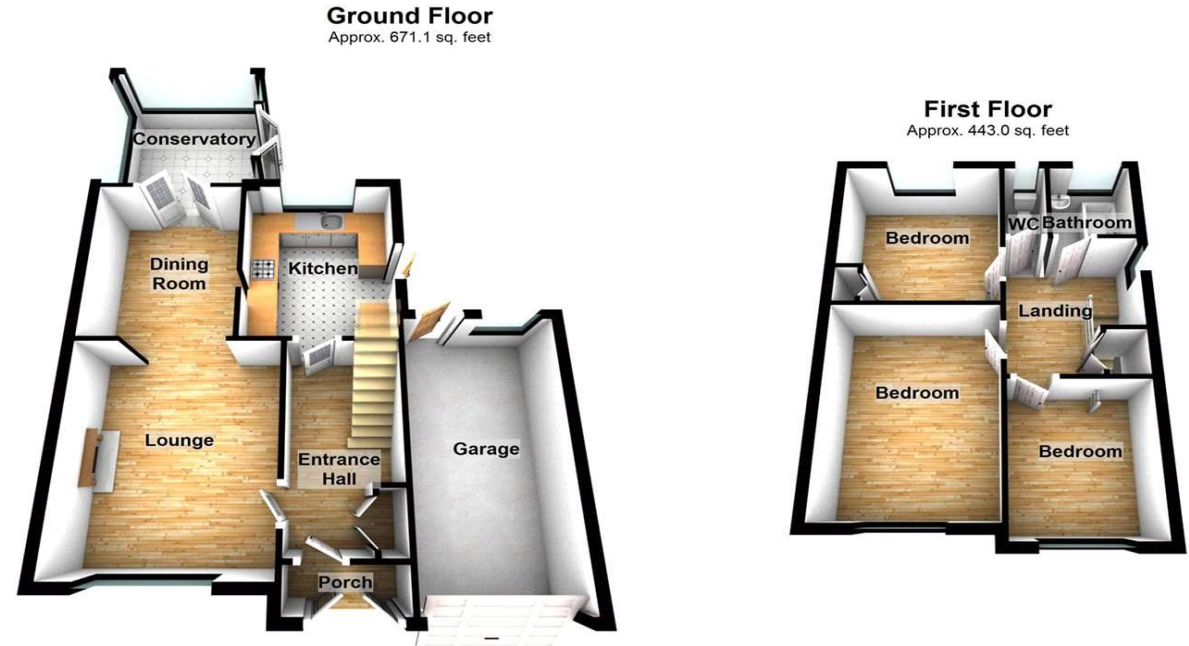 Ground Floor
Approx. 671.1 sq. feet
Conservatory
Dining
Room
Kitchen
Lounge
Entrance
Hall
Garage
Porch
First Floor
Approx. 443.0 sq. feet
Bedroom
WC
Bathroom
Landing
Bedroom
Bedroom